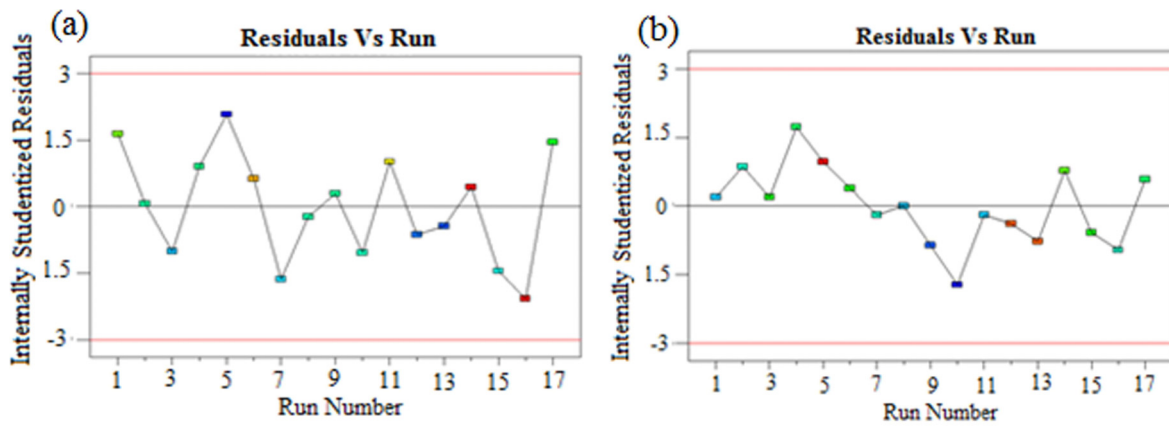 (a)
Residuals Vs Run
Internally Studentized Residuals
3
1.5
0
1.5
-3
1 3 5 7 9 11 13 15 17
Run Number
(b)
Residuals Vs Run
Internally Studentized Residuals
3
1.5
0
1.5
-3
1 3 5 7 9 11 13 15 17
Run Number